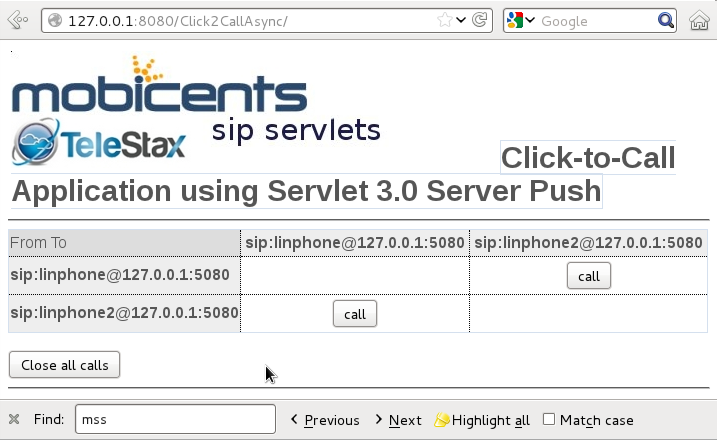 127.0.0.1:8080/Click2CallAsync/
Google
mobicents
TeleStax
sip servlets
Click-to-Call
Application using Servlet 3.0 Server Push
From To sip:linphone@127.0.0.1:5080 sip:linphone2@127.0.0.1:5080
sip:linphone@127.0.0.1:5080 call
sip:linphone2@127.0.0.1:5080 call
Close all calls
Find: mss Previous Next Highlight all Match case